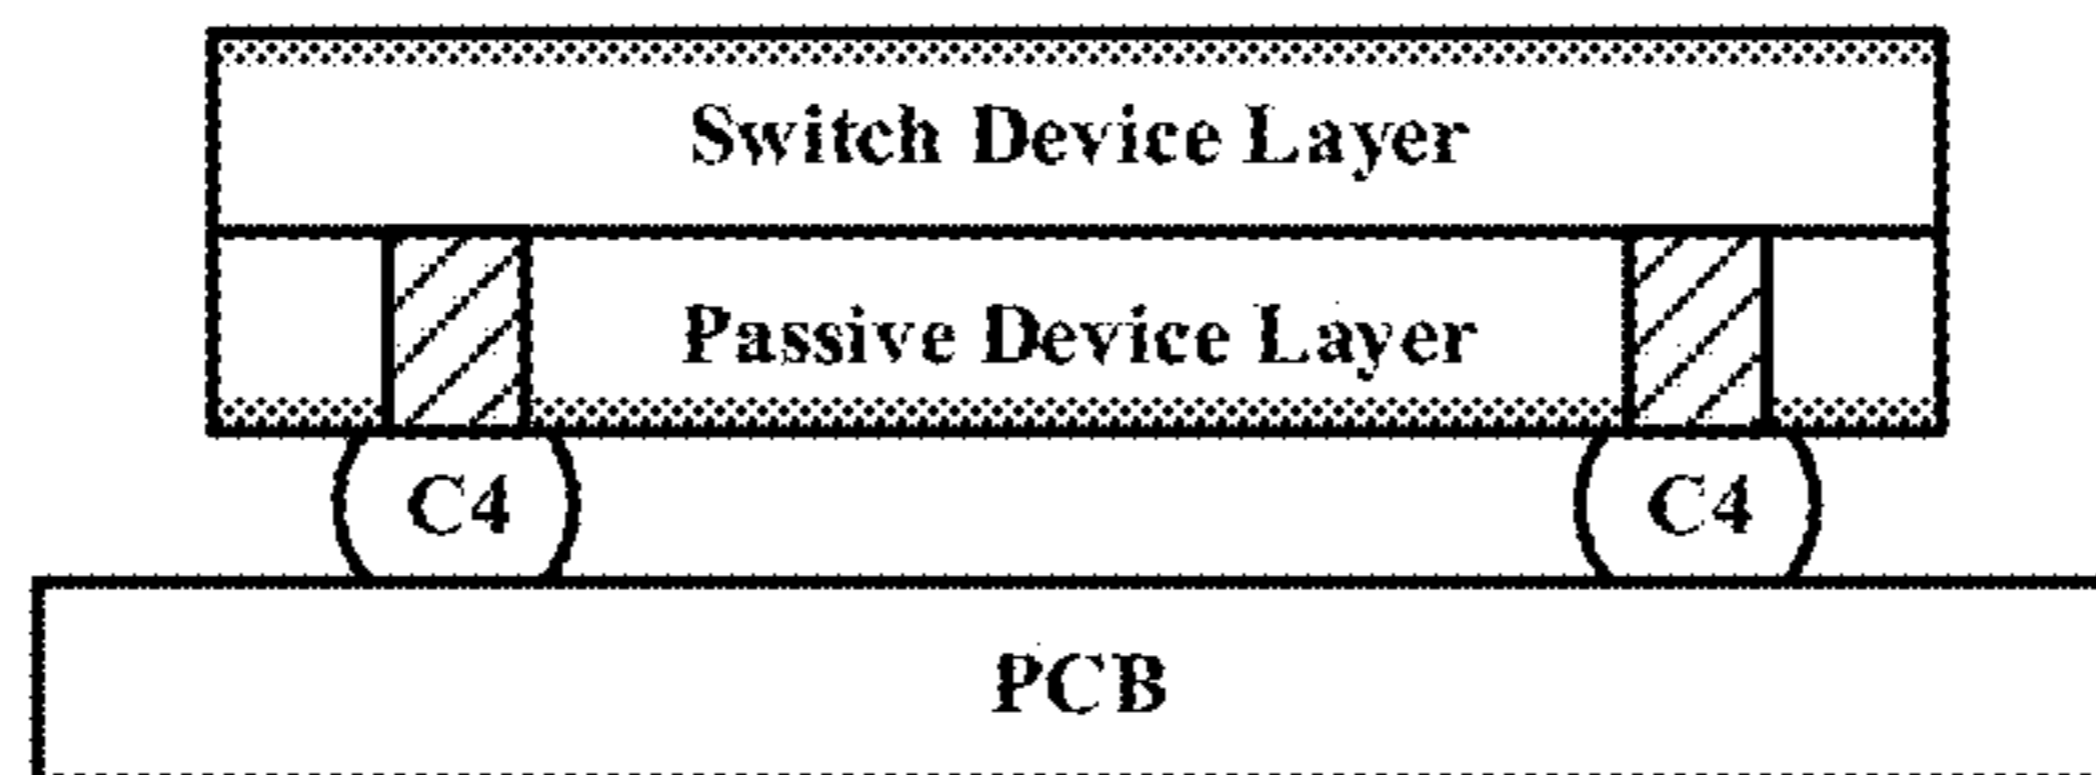 Switch Device Layer
Passive Device Layer
C4 C4
PCB